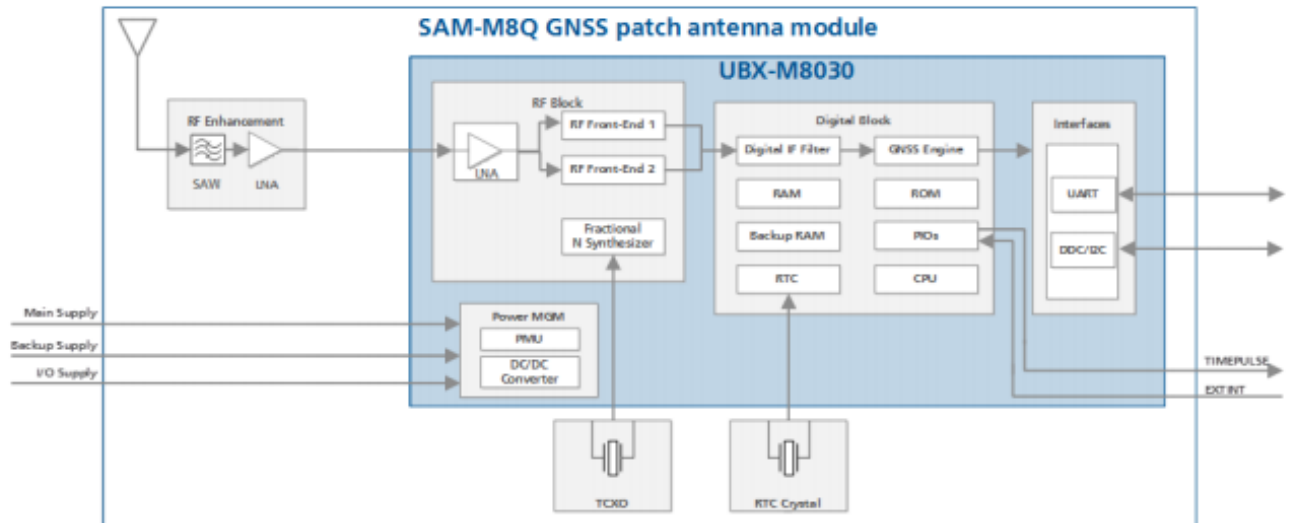 SAM-M8Q GNSS patch antenna module
UBX-M8030
RF Enhancement
SAW
LNA
RF Block
LNA
RF Front-End 1
RF Front-End 2
Fractional
N Synthesizer
Digital Block
Digital IF Filter
GNSS Engine
RAM
ROM
Backup RAM
PIOs
RTC
CPU
Interfaces
UART
DDC/I2C
Main Supply
Backup Supply
I/O Supply
Power MGM
PMU
DC/DC
Converter
TIMEPULSE
EXTINT
TCXO
RTC Crystal